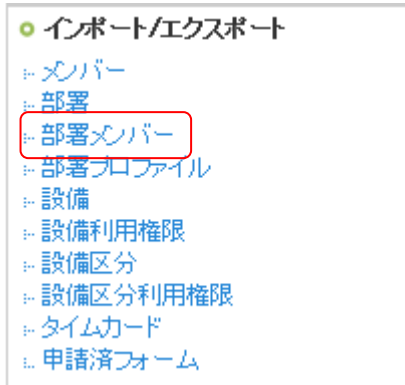 インポート/エクスポート
メンバー
部署
部署メンバー
部署プロファイル
設備
設備利用権限
設備区分
設備区分利用権限
タイムカード
申請済フォーム